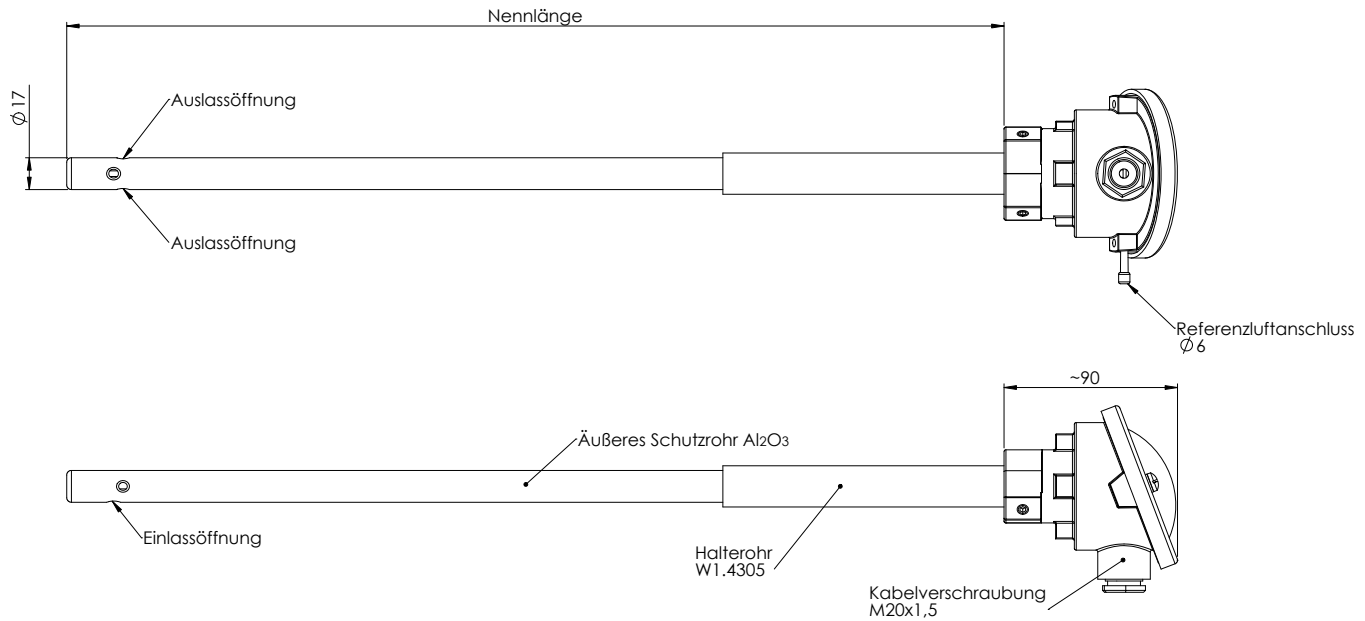 Nennlänge
Ø17
Auslassöffnung
Auslassöffnung
Referenzluftanschluss
Ø6
~90
Äußeres Schutzrohr Al₂O₃
Einlassöffnung
Halterohr
W1.4305
Kabelverschraubung
M20x1,5